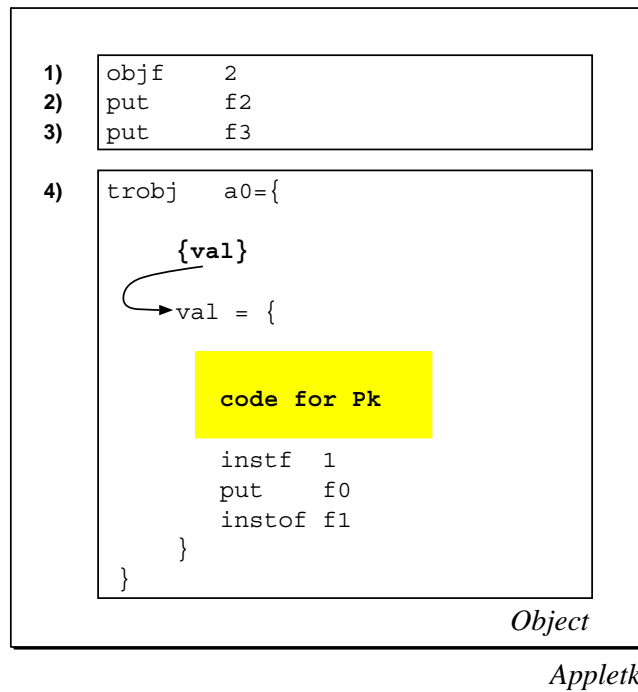 1) objf 2
2) put f2
3) put f3
4) trobj a0={
{val}
val = {
code for Pk
instf 1
put f0
instof f1
}
}
Object
Appletk